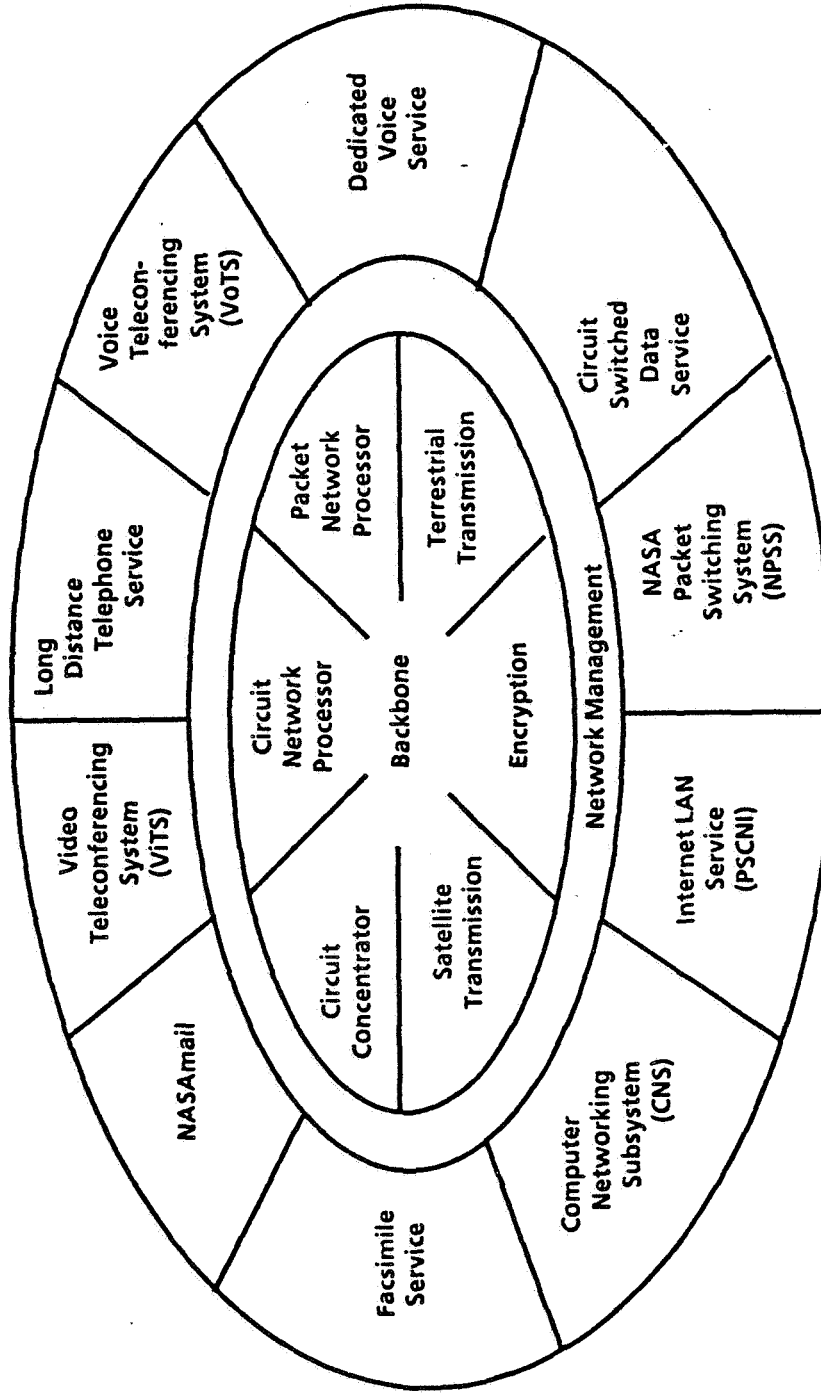 Long
Distance
Telephone
Service
Voice
Telecon-
ferencing
System
(VoTS)
Dedicated
Voice
Service
Circuit
Switched
Data
Service
NASA
Packet
Switching
System
(NPSS)
Internet LAN
Service
(PSCNI)
Computer
Networking
Subsystem
(CNS)
Facsimile
Service
NASAmail
Video
Teleconferencing
System
(ViTS)
Circuit
Network
Processor
Packet
Network
Processor
Terrestrial
Transmission
Encryption
Satellite
Transmission
Circuit
Concentrator
Backbone
Network Management